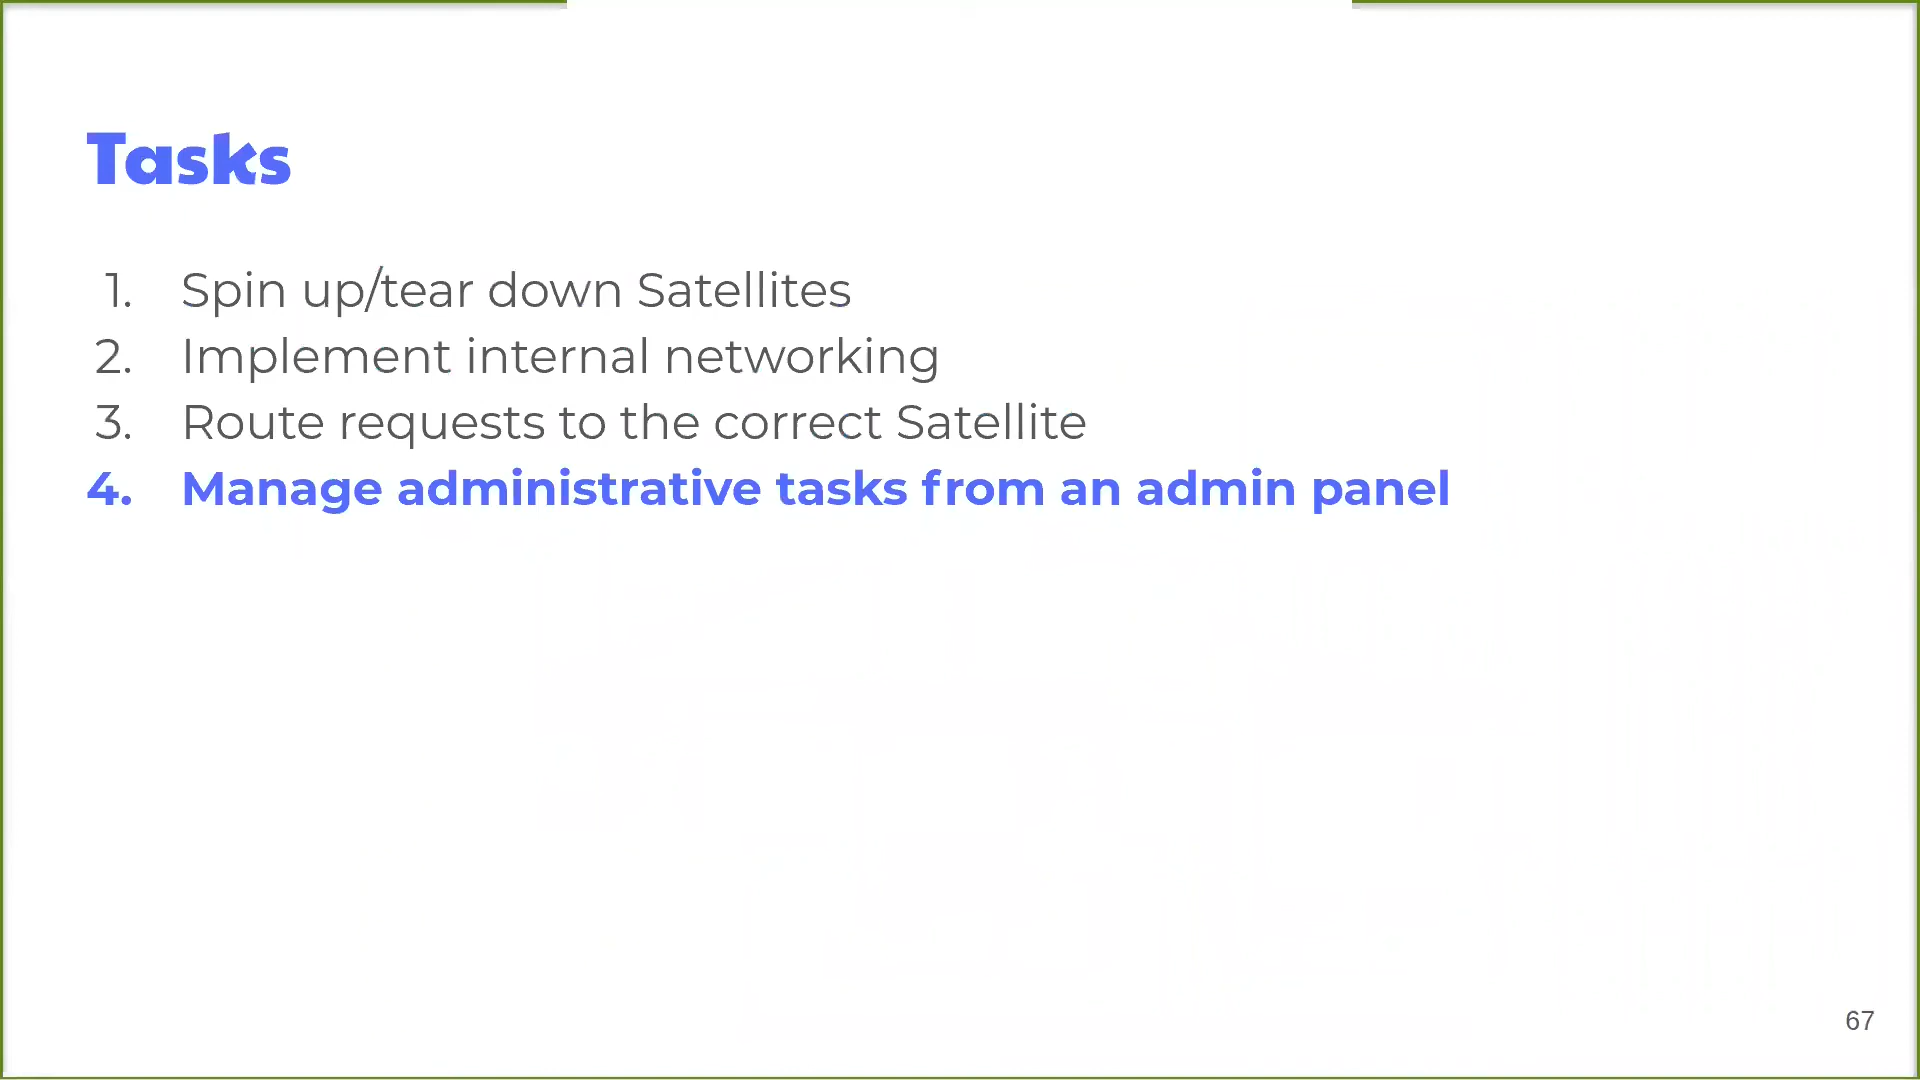 Tasks
1. Spin up/tear down Satellites
2. Implement internal networking
3. Route requests to the correct Satellite
4. Manage administrative tasks from an admin panel
67